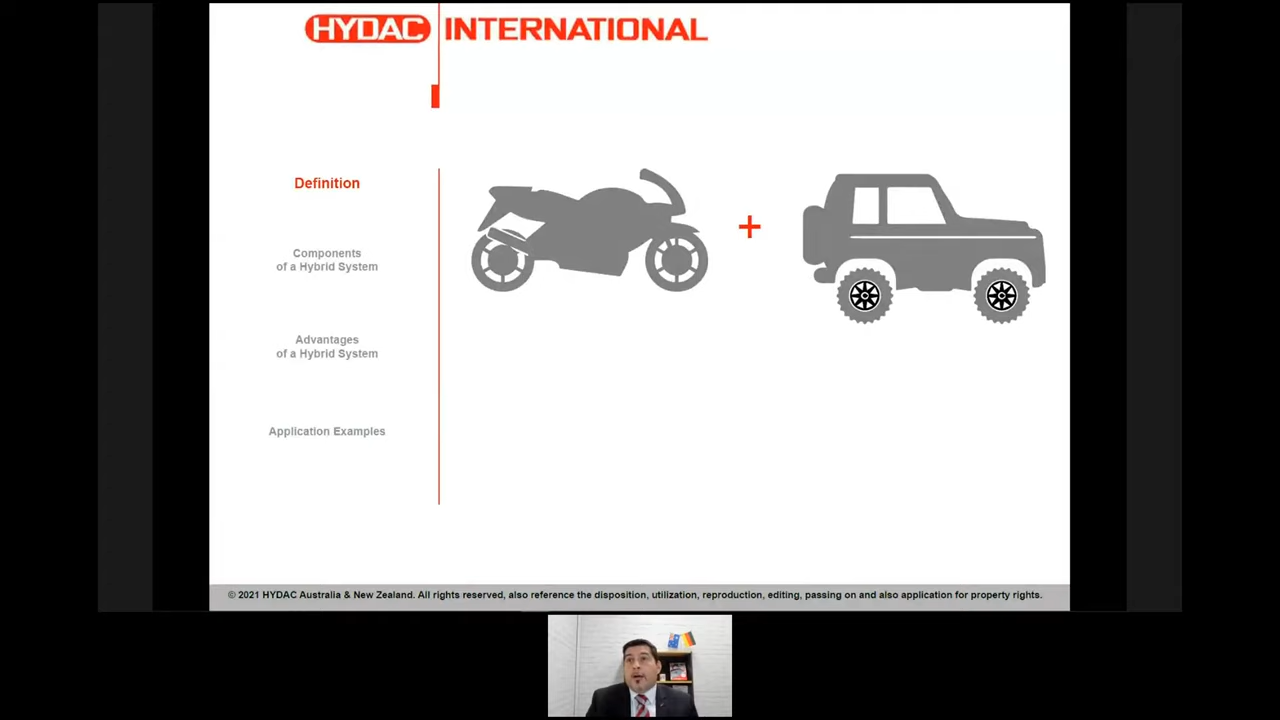 HYDAC INTERNATIONAL
Definition
Components
of a Hybrid System
Advantages
of a Hybrid System
Application Examples
+
© 2021 HYDAC Australia & New Zealand. All rights reserved, also reference the disposition, utilization, reproduction, editing, passing on and also application for property rights.